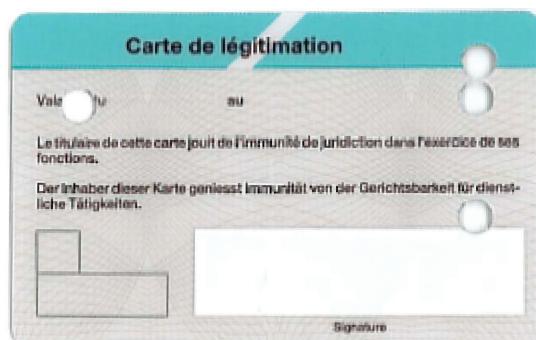 Carte de légitimation
au
Le titulaire de cette carte jouit de l'immunité de juridiction dans l'exercice de ses
fonctions.
Der Inhaber dieser Karte geniesst Immunität von der Gerichtsbarkeit für dienst-
liche Tätigkeiten.
Signature